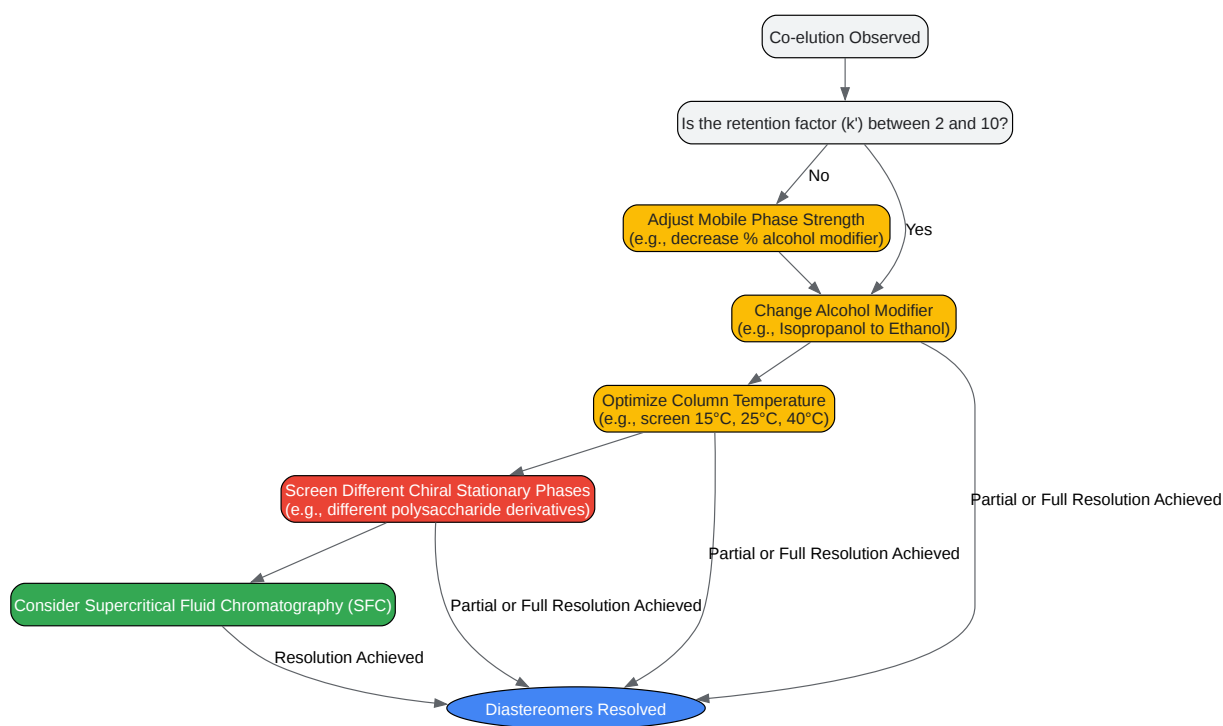 Co-elution Observed
Is the retention factor (k') between 2 and 10?
No
Adjust Mobile Phase Strength
(e.g., decrease % alcohol modifier)
Yes
Change Alcohol Modifier
(e.g., Isopropanol to Ethanol)
Optimize Column Temperature
(e.g., screen 15°C, 25°C, 40°C)
Screen Different Chiral Stationary Phases
(e.g., different polysaccharide derivatives)
Partial or Full Resolution Achieved
Partial or Full Resolution Achieved
Consider Supercritical Fluid Chromatography (SFC)
Partial or Full Resolution Achieved
Resolution Achieved
Diastereomers Resolved